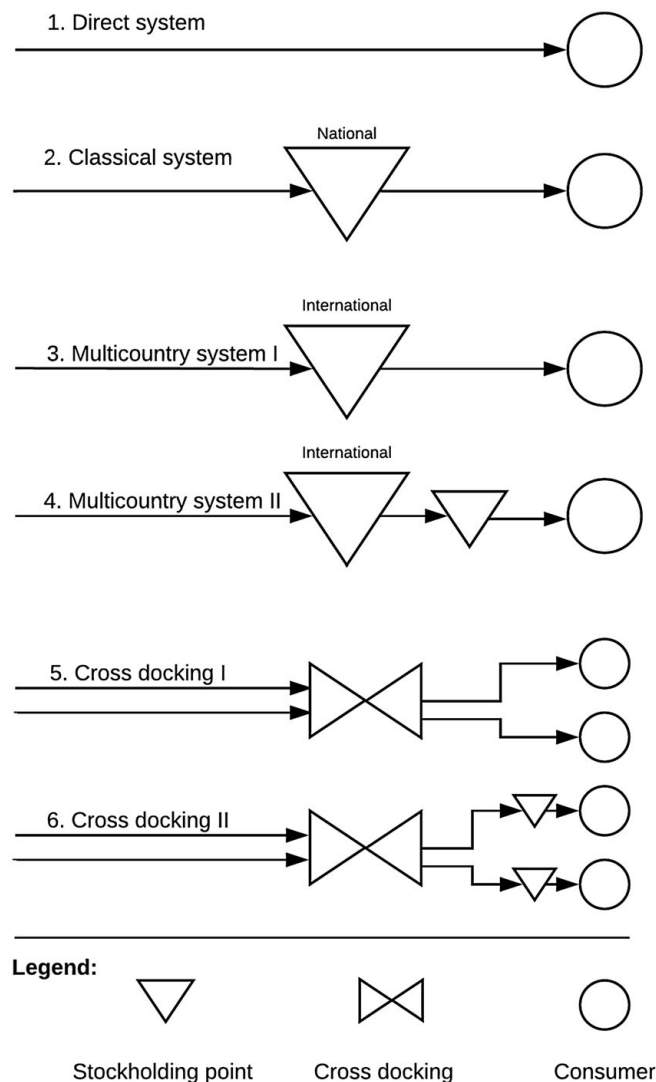 1. Direct system
National
2. Classical system
International
3. Multicountry system I
International
4. Multicountry system II
5. Cross docking I
6. Cross docking II
Legend:
Stockholding point
Cross docking
Consumer